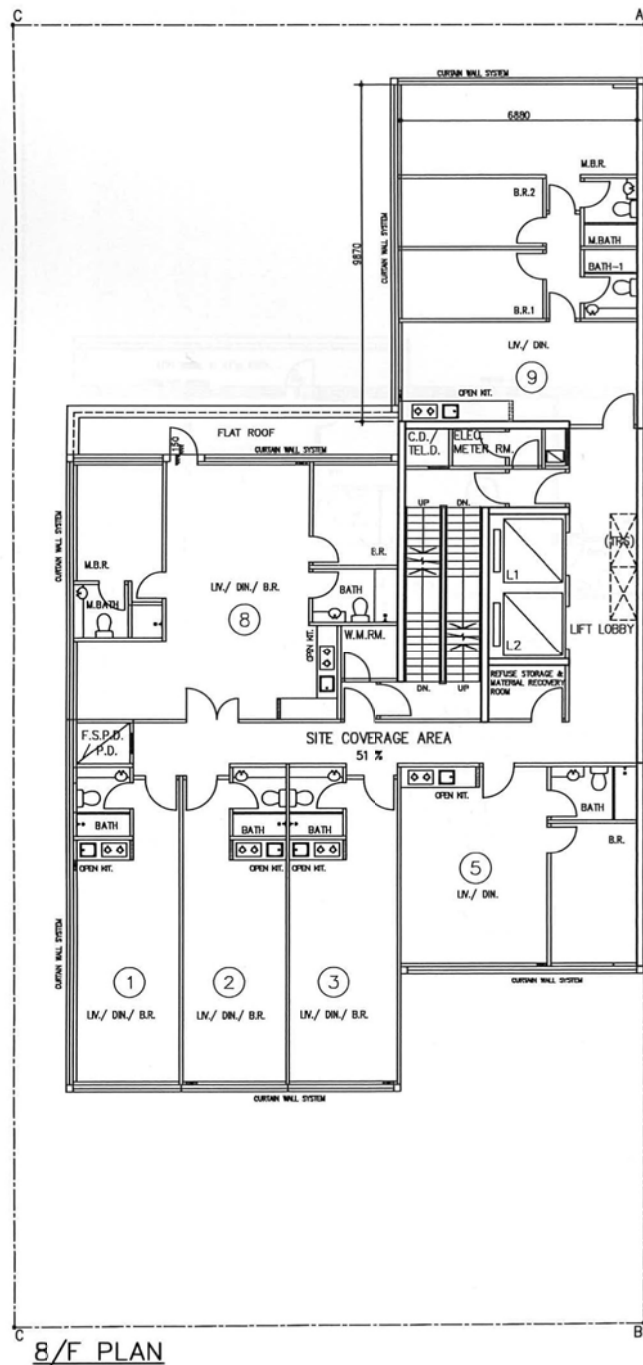 C
A
CURTAIN WALL SYSTEM
6880
M.B.R.
B.R.2
CURTAIN WALL SYSTEM
9870
M.BATH
BATH-1
B.R.1
LIV./ DIN.
9
OPEN KIT.
FLAT ROOF
C.D./
TEL.D.
ELEC.
METER RM.
150
CURTAIN WALL SYSTEM
UP
DN.
CURTAIN WALL SYSTEM
M.B.R.
B.R.
(TRS)
L1
LIV./ DIN./ B.R.
BATH
M.BATH
8
L2
LIFT LOBBY
OPEN KIT.
W.M.RM.
REFUSE STORAGE &
MATERIAL RECOVERY
ROOM
DN.
UP
F.S.P.D.
/ P.D.
SITE COVERAGE AREA
51 %
OPEN KIT.
BATH
BATH
BATH
BATH
B.R.
OPEN KIT.
OPEN KIT.
OPEN KIT.
5
LIV./ DIN.
CURTAIN WALL SYSTEM
1
2
3
CURTAIN WALL SYSTEM
LIV./ DIN./ B.R.
LIV./ DIN./ B.R.
LIV./ DIN./ B.R.
CURTAIN WALL SYSTEM
C
B
8/F PLAN